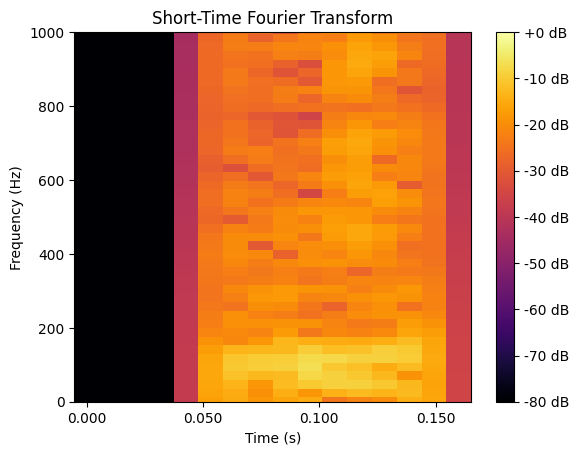 Short-Time Fourier Transform
1000
800
600
400
200
0
Frequency (Hz)
0.000
0.050
0.100
0.150
Time (s)
+0 dB
-10 dB
-20 dB
-30 dB
-40 dB
-50 dB
-60 dB
-70 dB
-80 dB